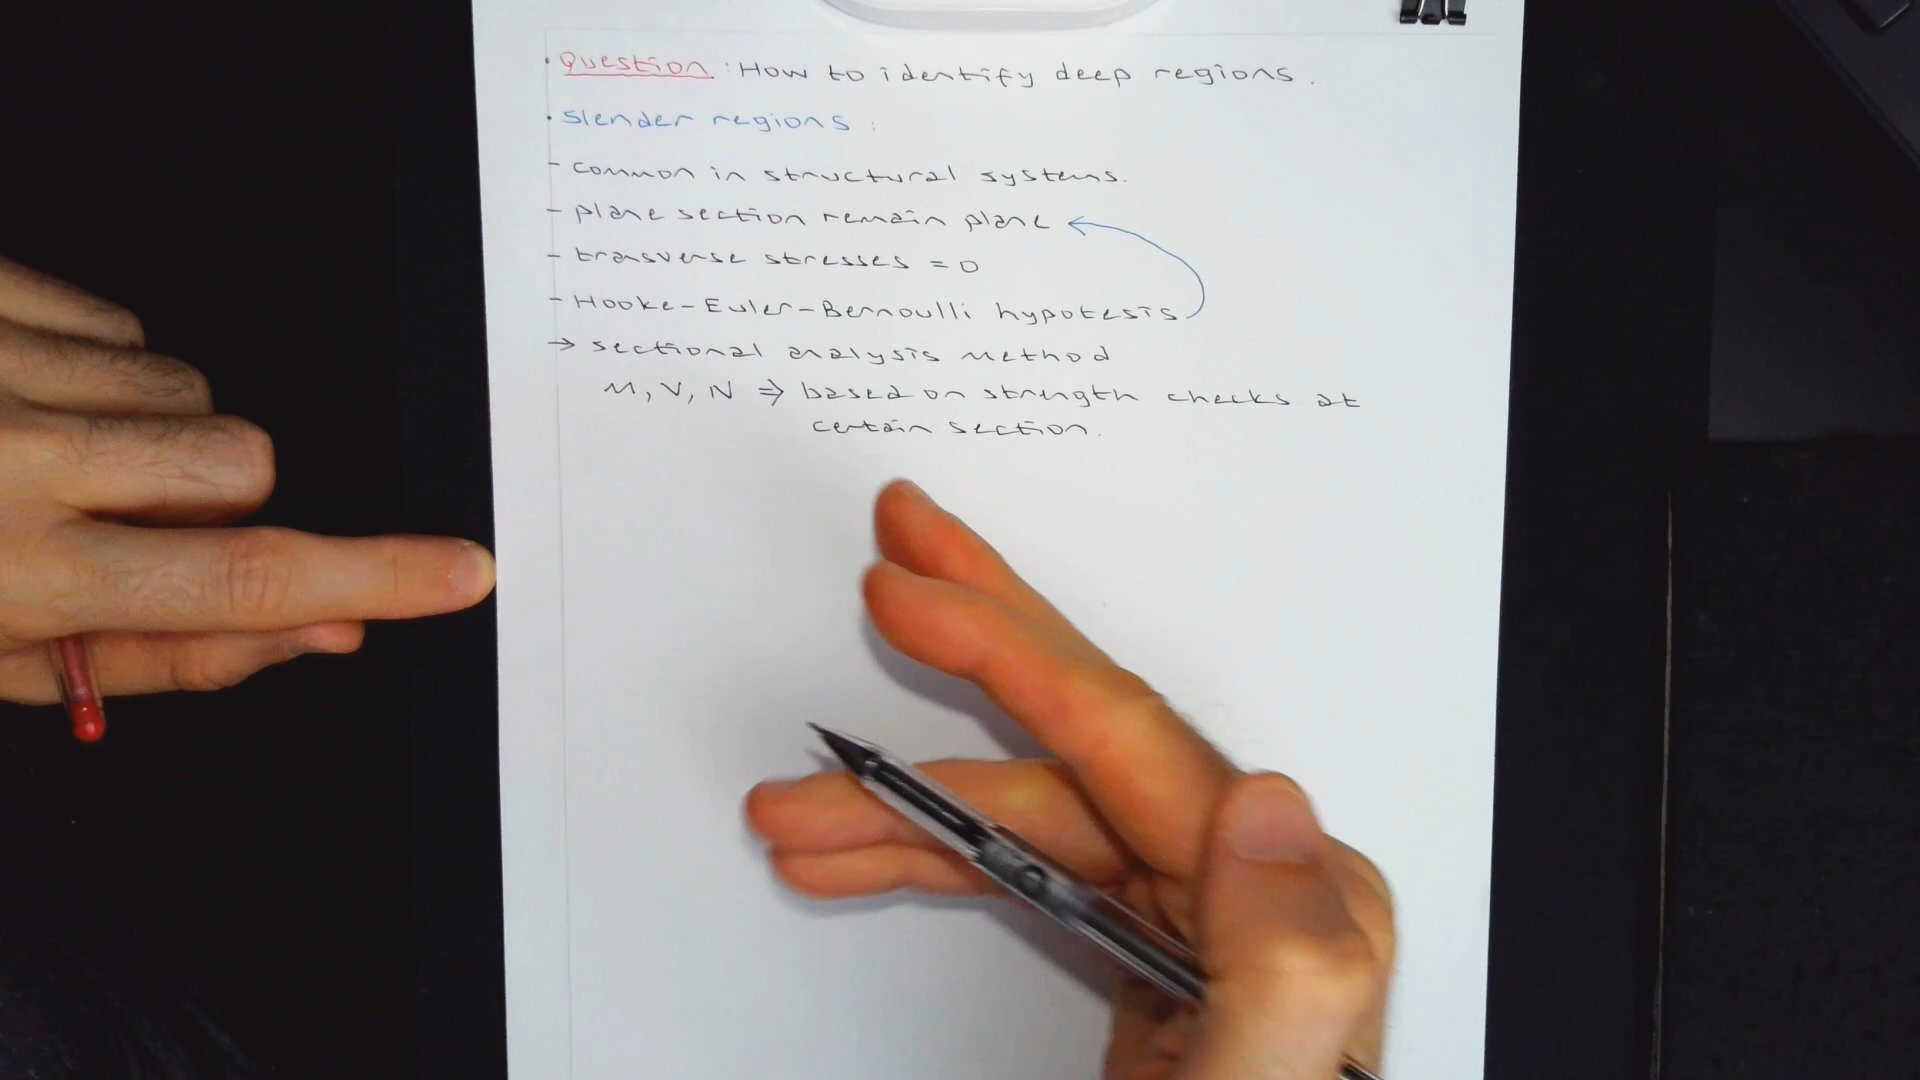 • Question : How to identify deep regions.
• Slender regions :
- common in structural systems.
- plane section remain plane
- trasverse stresses = 0
- Hooke-Euler-Bernoulli hypotesis
→ sectional analysis method
M, V, N ⇒ based on strength checks at
certain section.